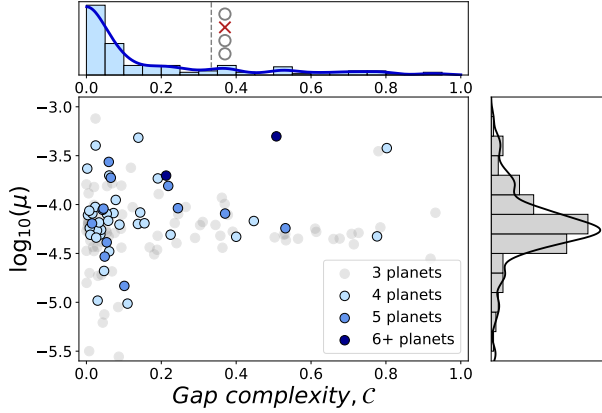 0.0 0.2 0.4 0.6 0.8 1.0
−3.0
−3.5
−4.0
−4.5
−5.0
−5.5
log₁₀(μ)
3 planets
4 planets
5 planets
6+ planets
0.0 0.2 0.4 0.6 0.8 1.0
Gap complexity, 𝒞